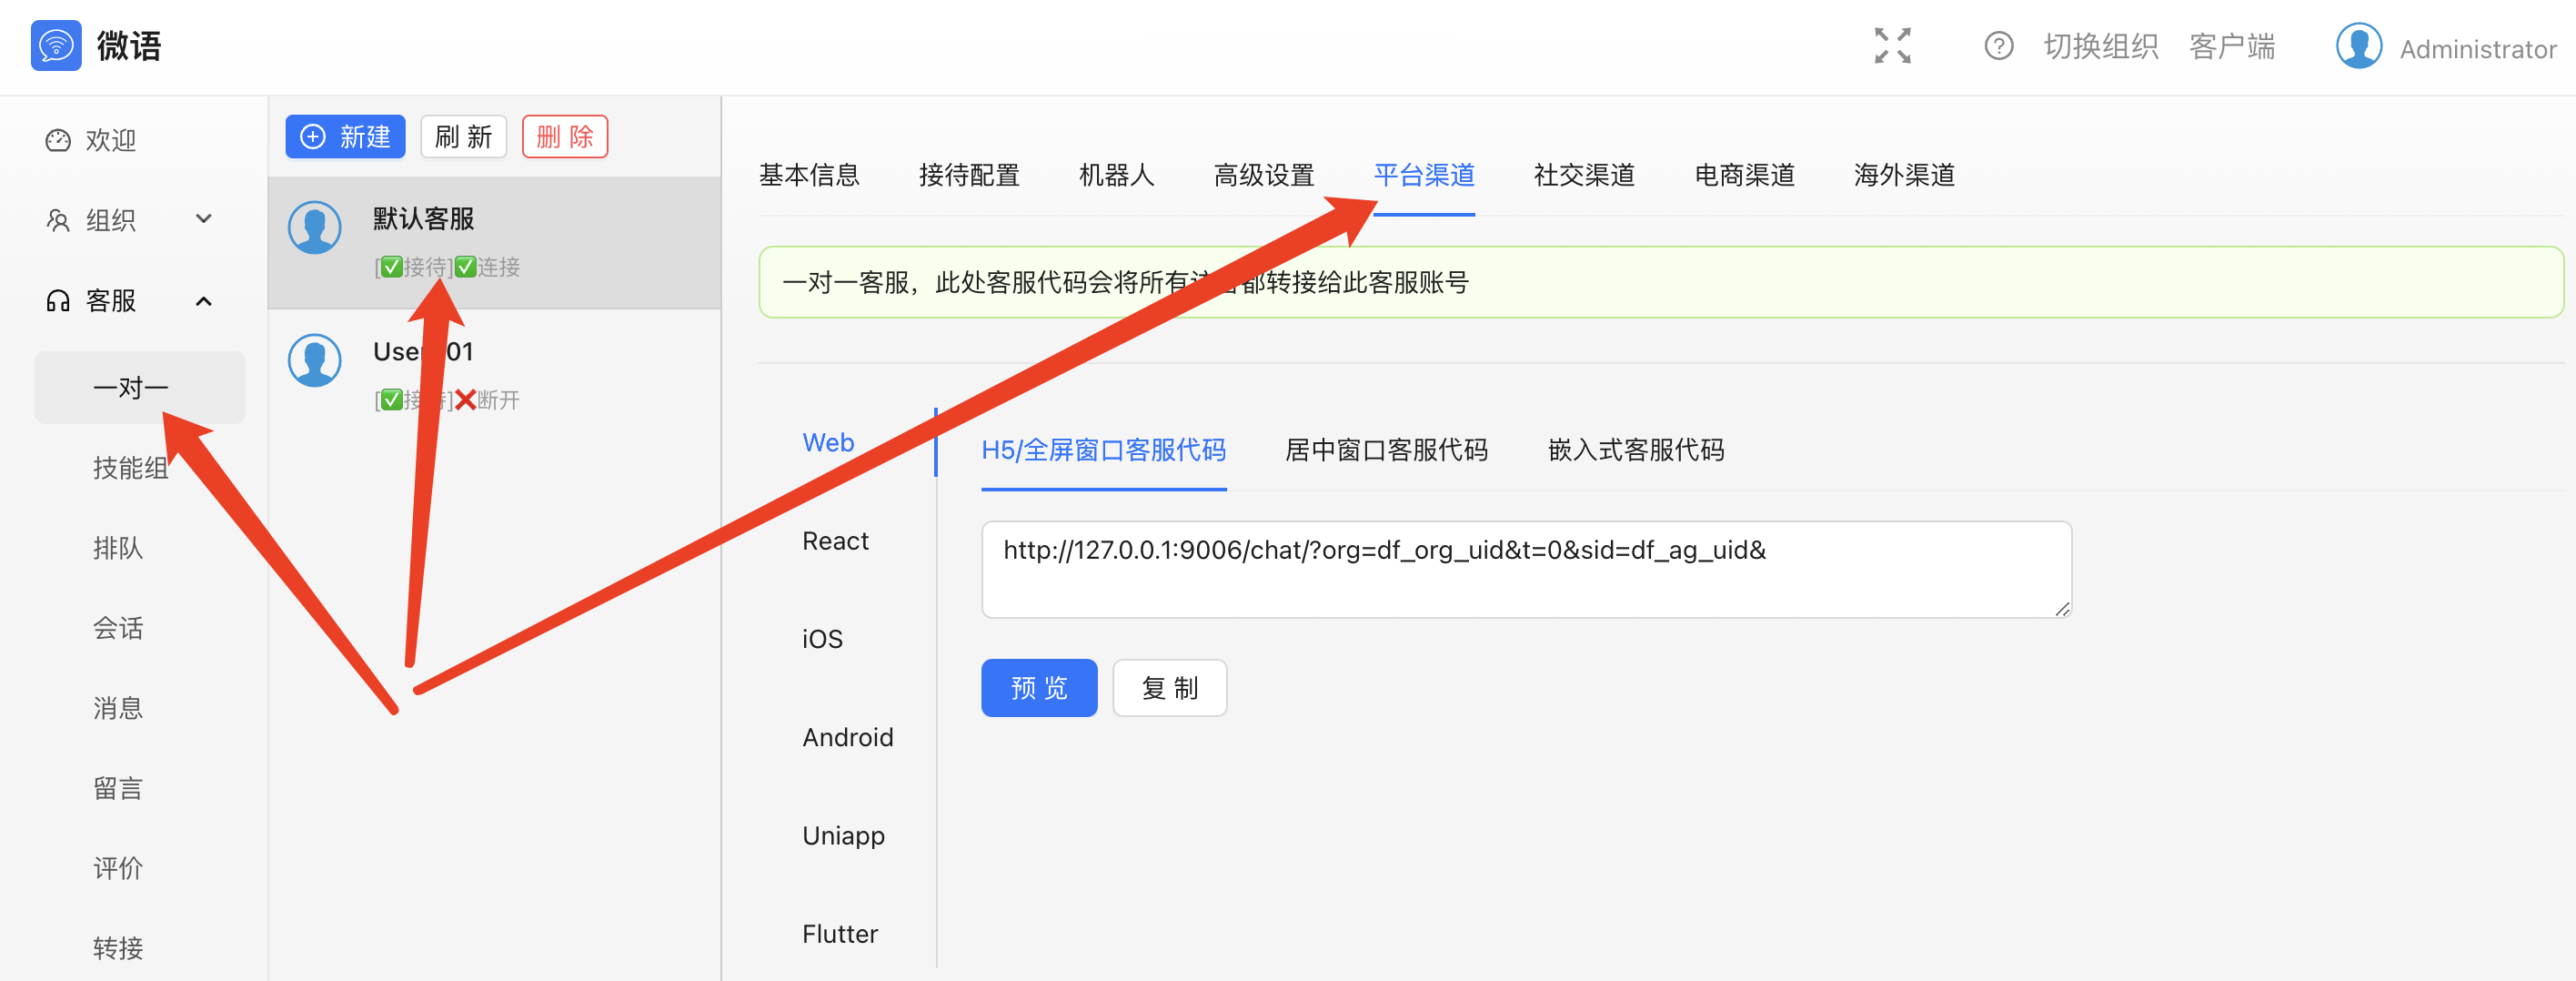 微语
切换组织 客户端 Administrator
欢迎
组织
客服
一对一
技能组
排队
会话
消息
留言
评价
转接
新建 刷 新 删 除
默认客服
[✅接待]✅连接
01
❌断开
基本信息 接待配置 机器人 高级设置 平台渠道 社交渠道 电商渠道 海外渠道
一对一客服，此处客服代码会将所有 都转接给此客服账号
Web
React
iOS
Android
Uniapp
Flutter
H5/全屏窗口客服代码 居中窗口客服代码 嵌入式客服代码
http://127.0.0.1:9006/chat/?org=df_org_uid&t=0&sid=df_ag_uid&
预 览 复 制